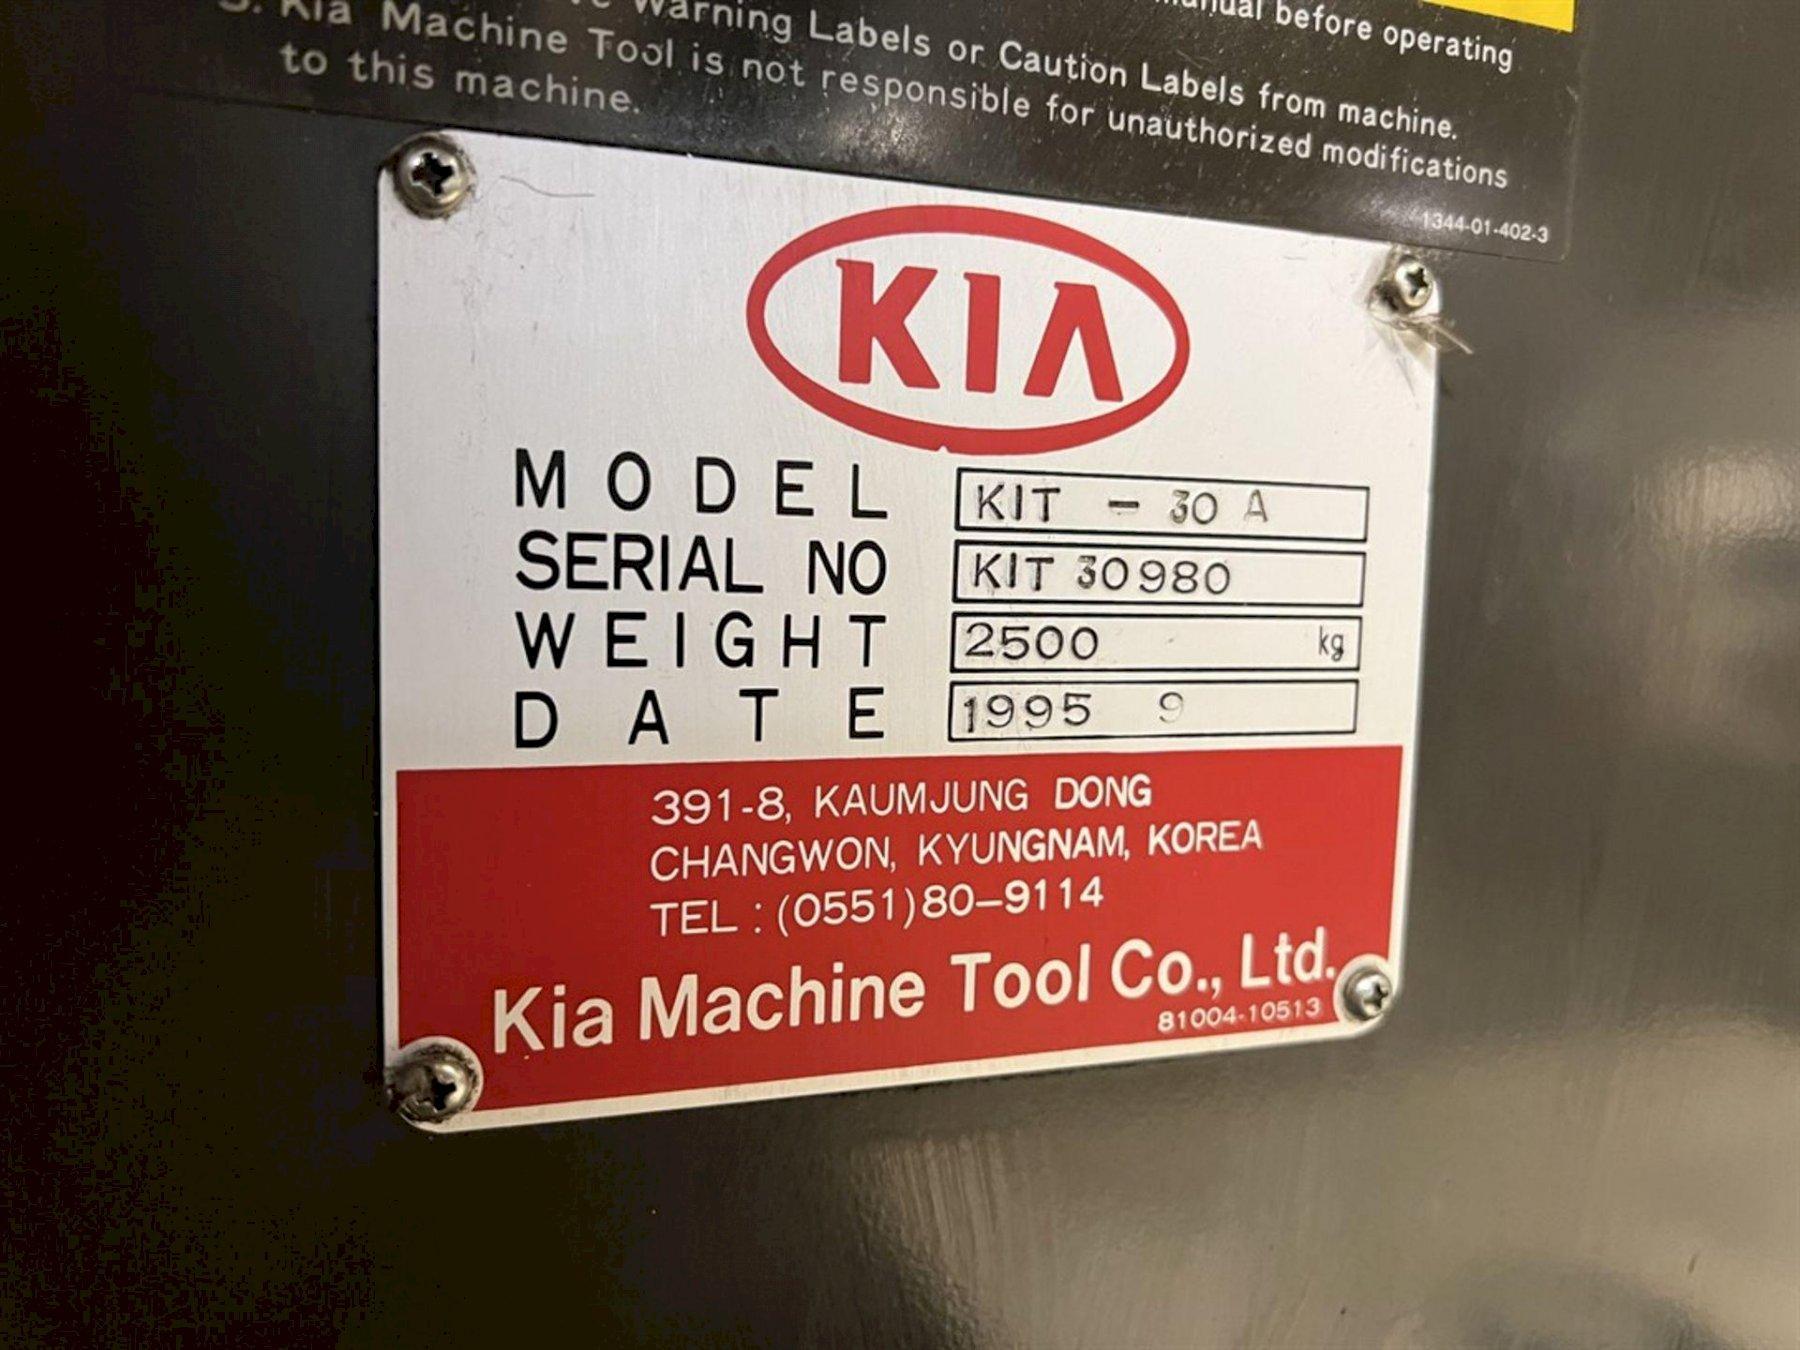 manual before operating
Warning Labels or Caution Labels from machine.
3. Kia Machine Tool is not responsible for unauthorized modifications
to this machine.
1344-01-402-3
KIA
MODEL KIT - 30 A
SERIAL NO KIT 30980
WEIGHT 2500 kg
DATE 1995 9
391-8, KAUMJUNG DONG
CHANGWON, KYUNGNAM, KOREA
TEL : (0551)80-9114
Kia Machine Tool Co., Ltd.
81004-10513